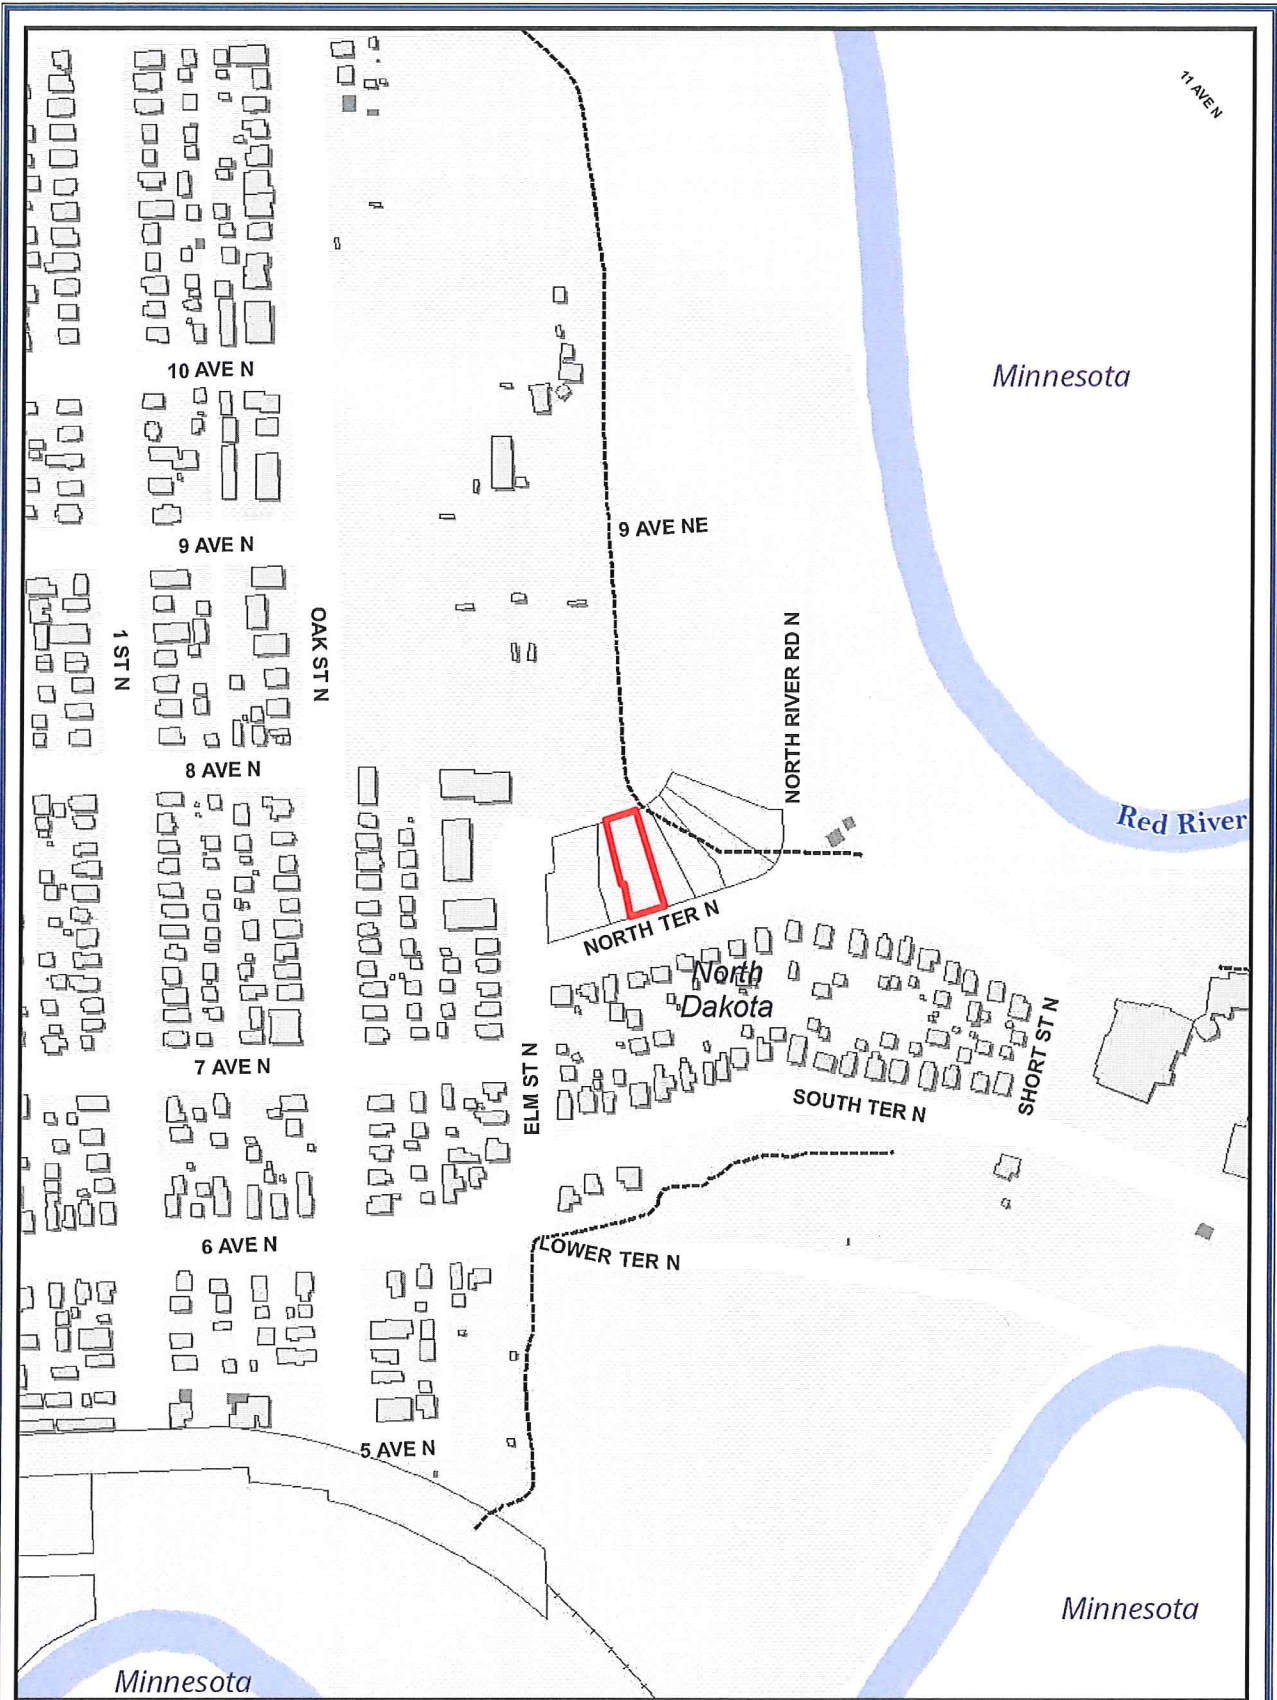 11 AVE N
10 AVE N
Minnesota
9 AVE NE
9 AVE N
1 ST N
OAK ST N
NORTH RIVER RD N
8 AVE N
Red River
NORTH TER N
North
Dakota
ELM ST N
SHORT ST N
7 AVE N
SOUTH TER N
6 AVE N
LOWER TER N
5 AVE N
Minnesota
Minnesota